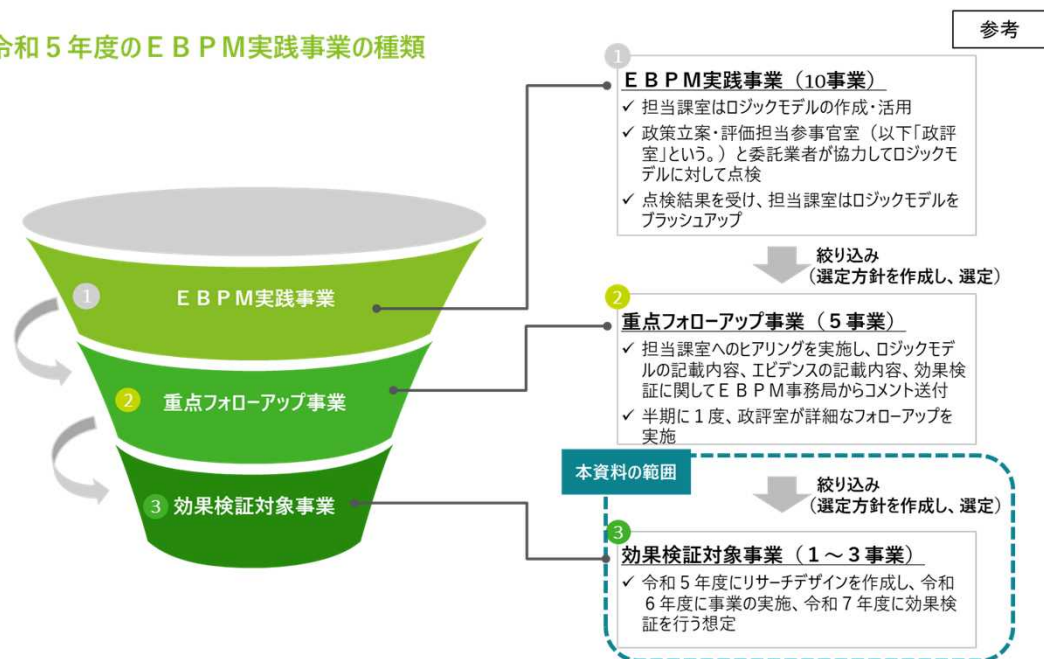 令和５年度のＥＢＰＭ実践事業の種類
参考
1
ＥＢＰＭ実践事業（10事業）
✓ 担当課室はロジックモデルの作成・活用
✓ 政策立案・評価担当参事官室（以下「政評
室」という。）と委託業者が協力してロジックモ
デルに対して点検
✓ 点検結果を受け、担当課室はロジックモデルを
ブラッシュアップ
絞り込み
（選定方針を作成し、選定）
2
重点フォローアップ事業（５事業）
✓ 担当課室へのヒアリングを実施し、ロジックモデ
ルの記載内容、エビデンスの記載内容、効果検
証に関してＥＢＰＭ事務局からコメント送付
✓ 半期に１度、政評室が詳細なフォローアップを
実施
本資料の範囲
絞り込み
（選定方針を作成し、選定）
3
効果検証対象事業（１～３事業）
✓ 令和５年度にリサーチデザインを作成し、令和
６年度に事業の実施、令和７年度に効果検
証を行う想定
1 ＥＢＰＭ実践事業
2 重点フォローアップ事業
3 効果検証対象事業